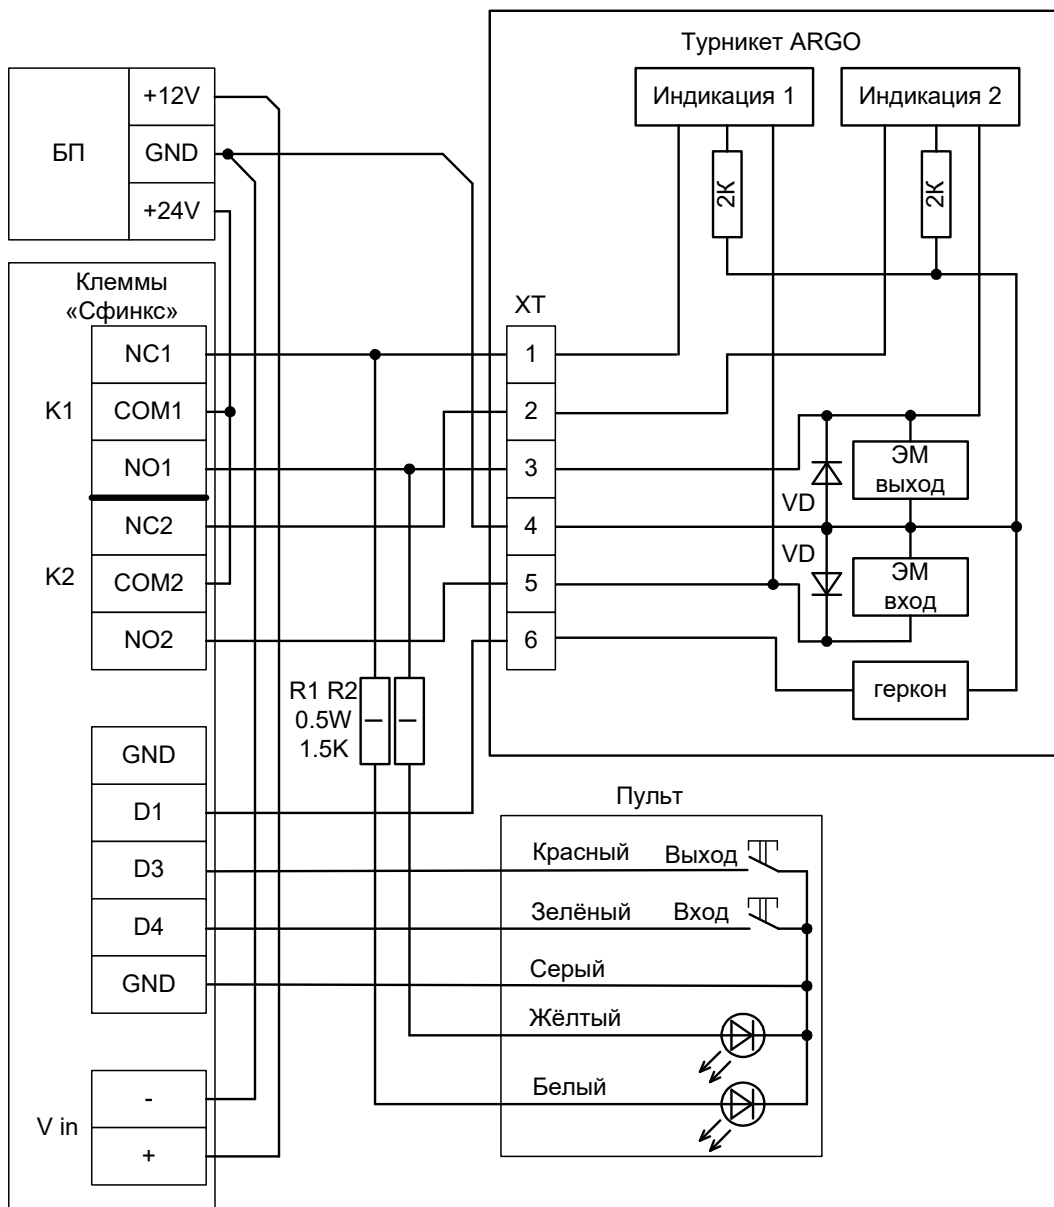 Турникет ARGO
Индикация 1
Индикация 2
2К
2К
БП
+12V
GND
+24V
Клеммы
«Сфинкс»
K1
NC1
COM1
NO1
K2
NC2
COM2
NO2
XT
1
2
3
4
5
6
VD
ЭМ
выход
VD
ЭМ
вход
геркон
R1 R2
0.5W
1.5K
GND
D1
D3
D4
GND
V in
-
+
Пульт
Красный Выход
Зелёный Вход
Серый
Жёлтый
Белый